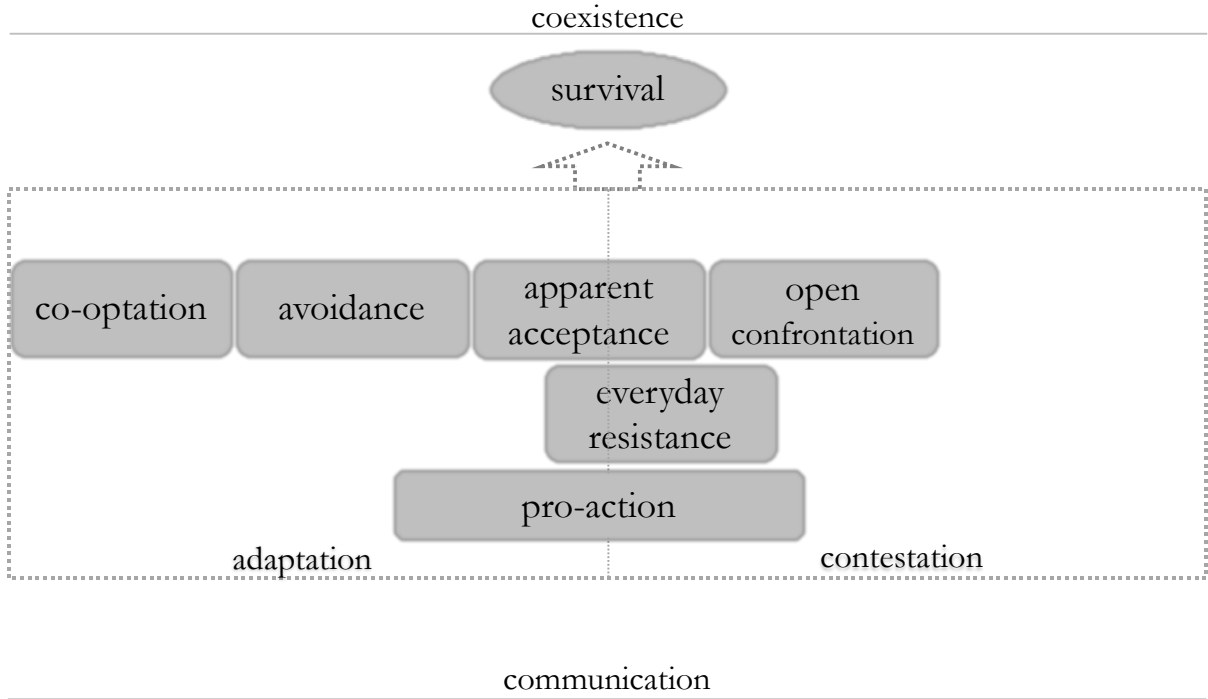 coexistence
survival
co-optation
avoidance
apparent
acceptance
open
confrontation
everyday
resistance
pro-action
adaptation
contestation
communication